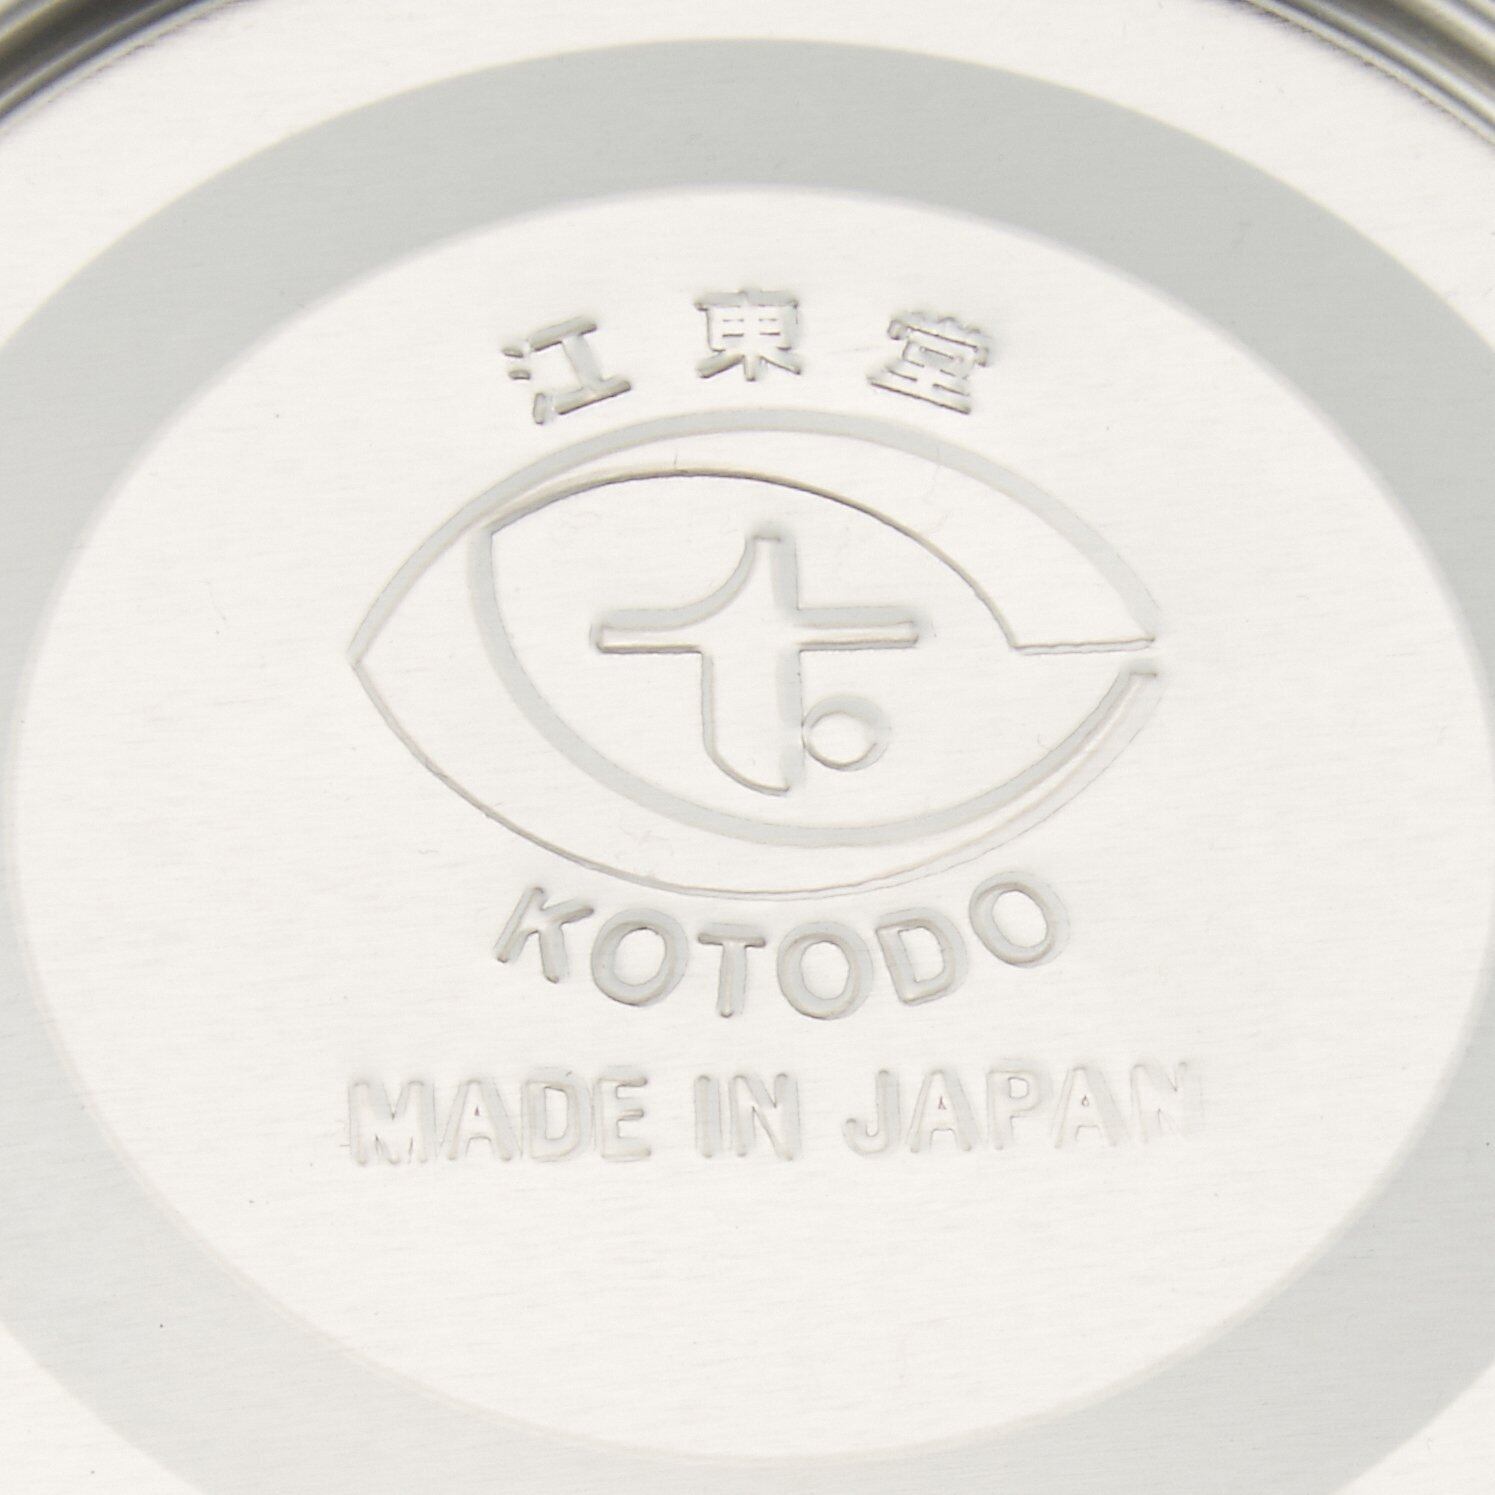 江東堂
t.
KOTODO
MADE IN JAPAN